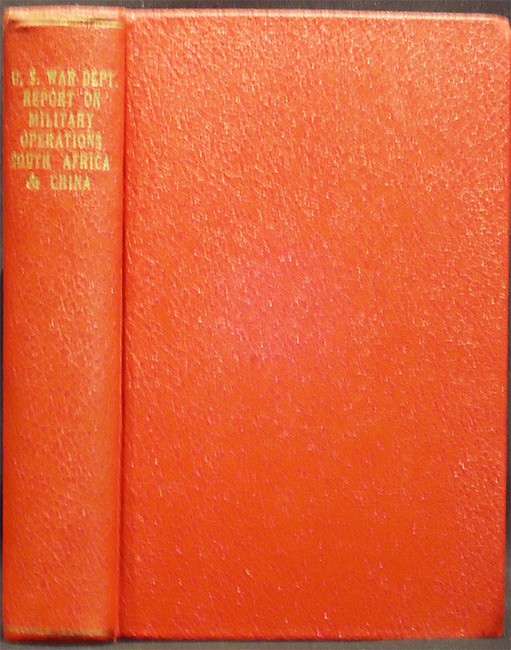 U. S. WAR DEPT.
REPORT ON
MILITARY
OPERATIONS
SOUTH AFRICA
& CHINA